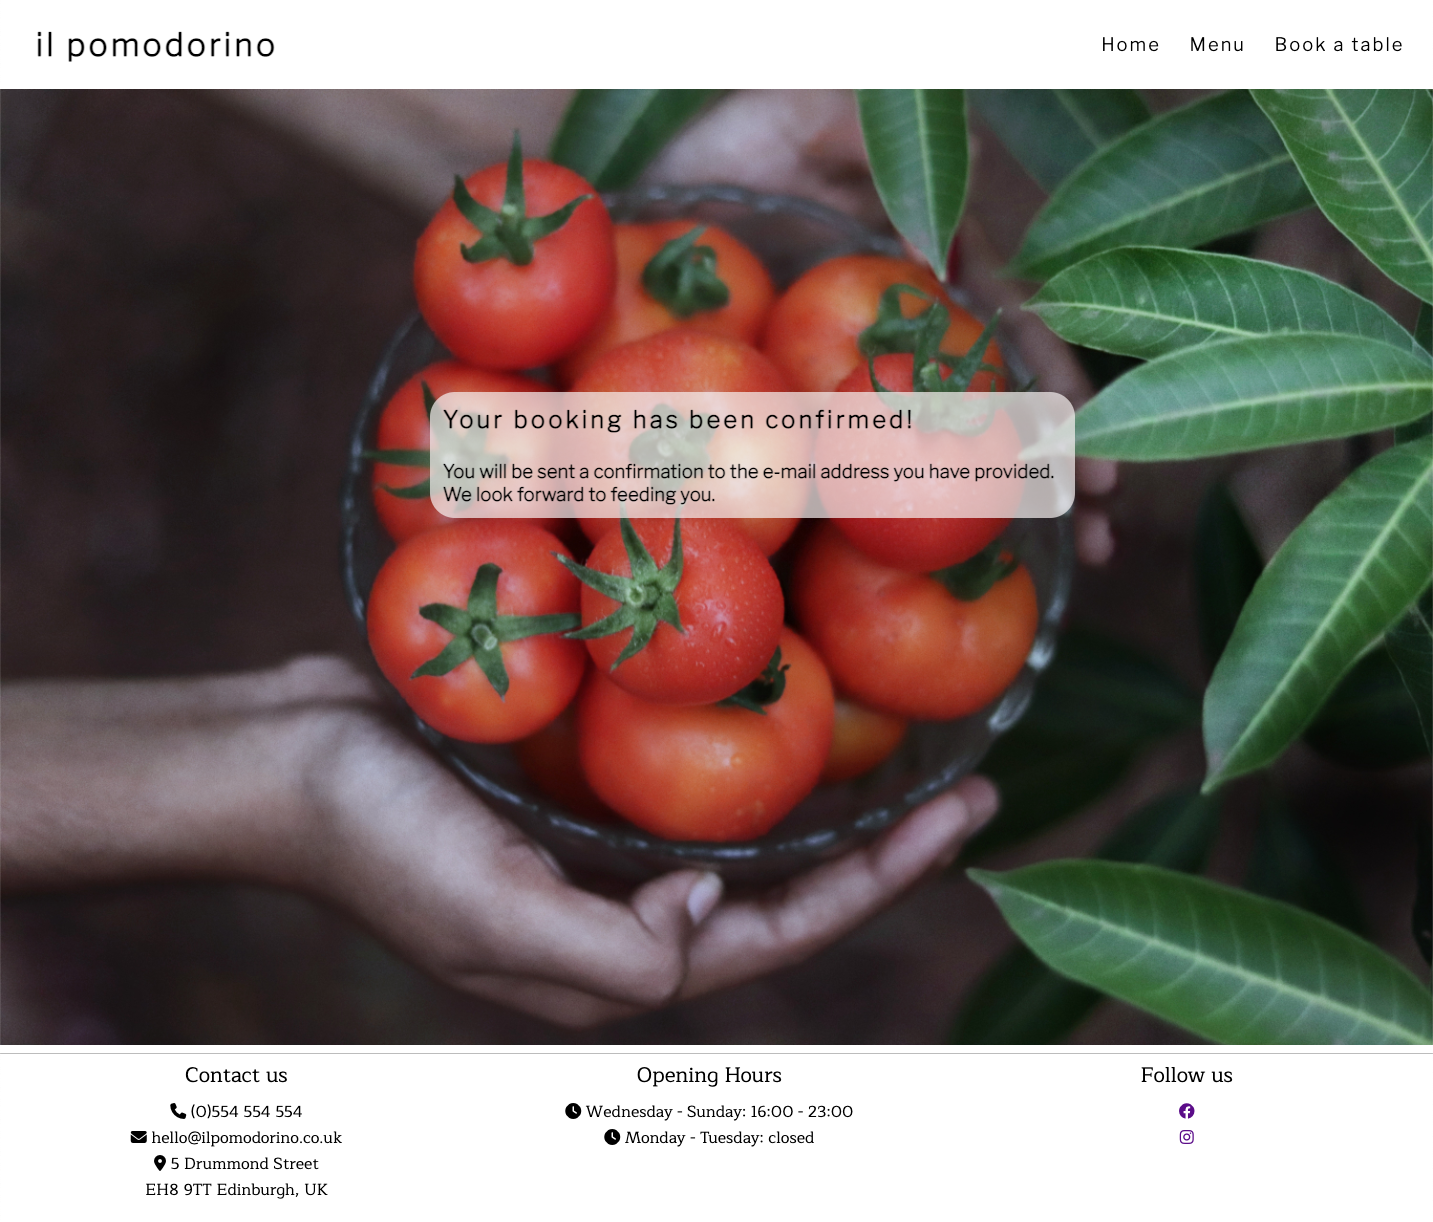 il pomodorino
Home Menu Book a table
Your booking has been confirmed!
You will be sent a confirmation to the e-mail address you have provided.
We look forward to feeding you.
Contact us
(0)554 554 554
hello@ilpomodorino.co.uk
5 Drummond Street
EH8 9TT Edinburgh, UK
Opening Hours
Wednesday - Sunday: 16:00 - 23:00
Monday - Tuesday: closed
Follow us